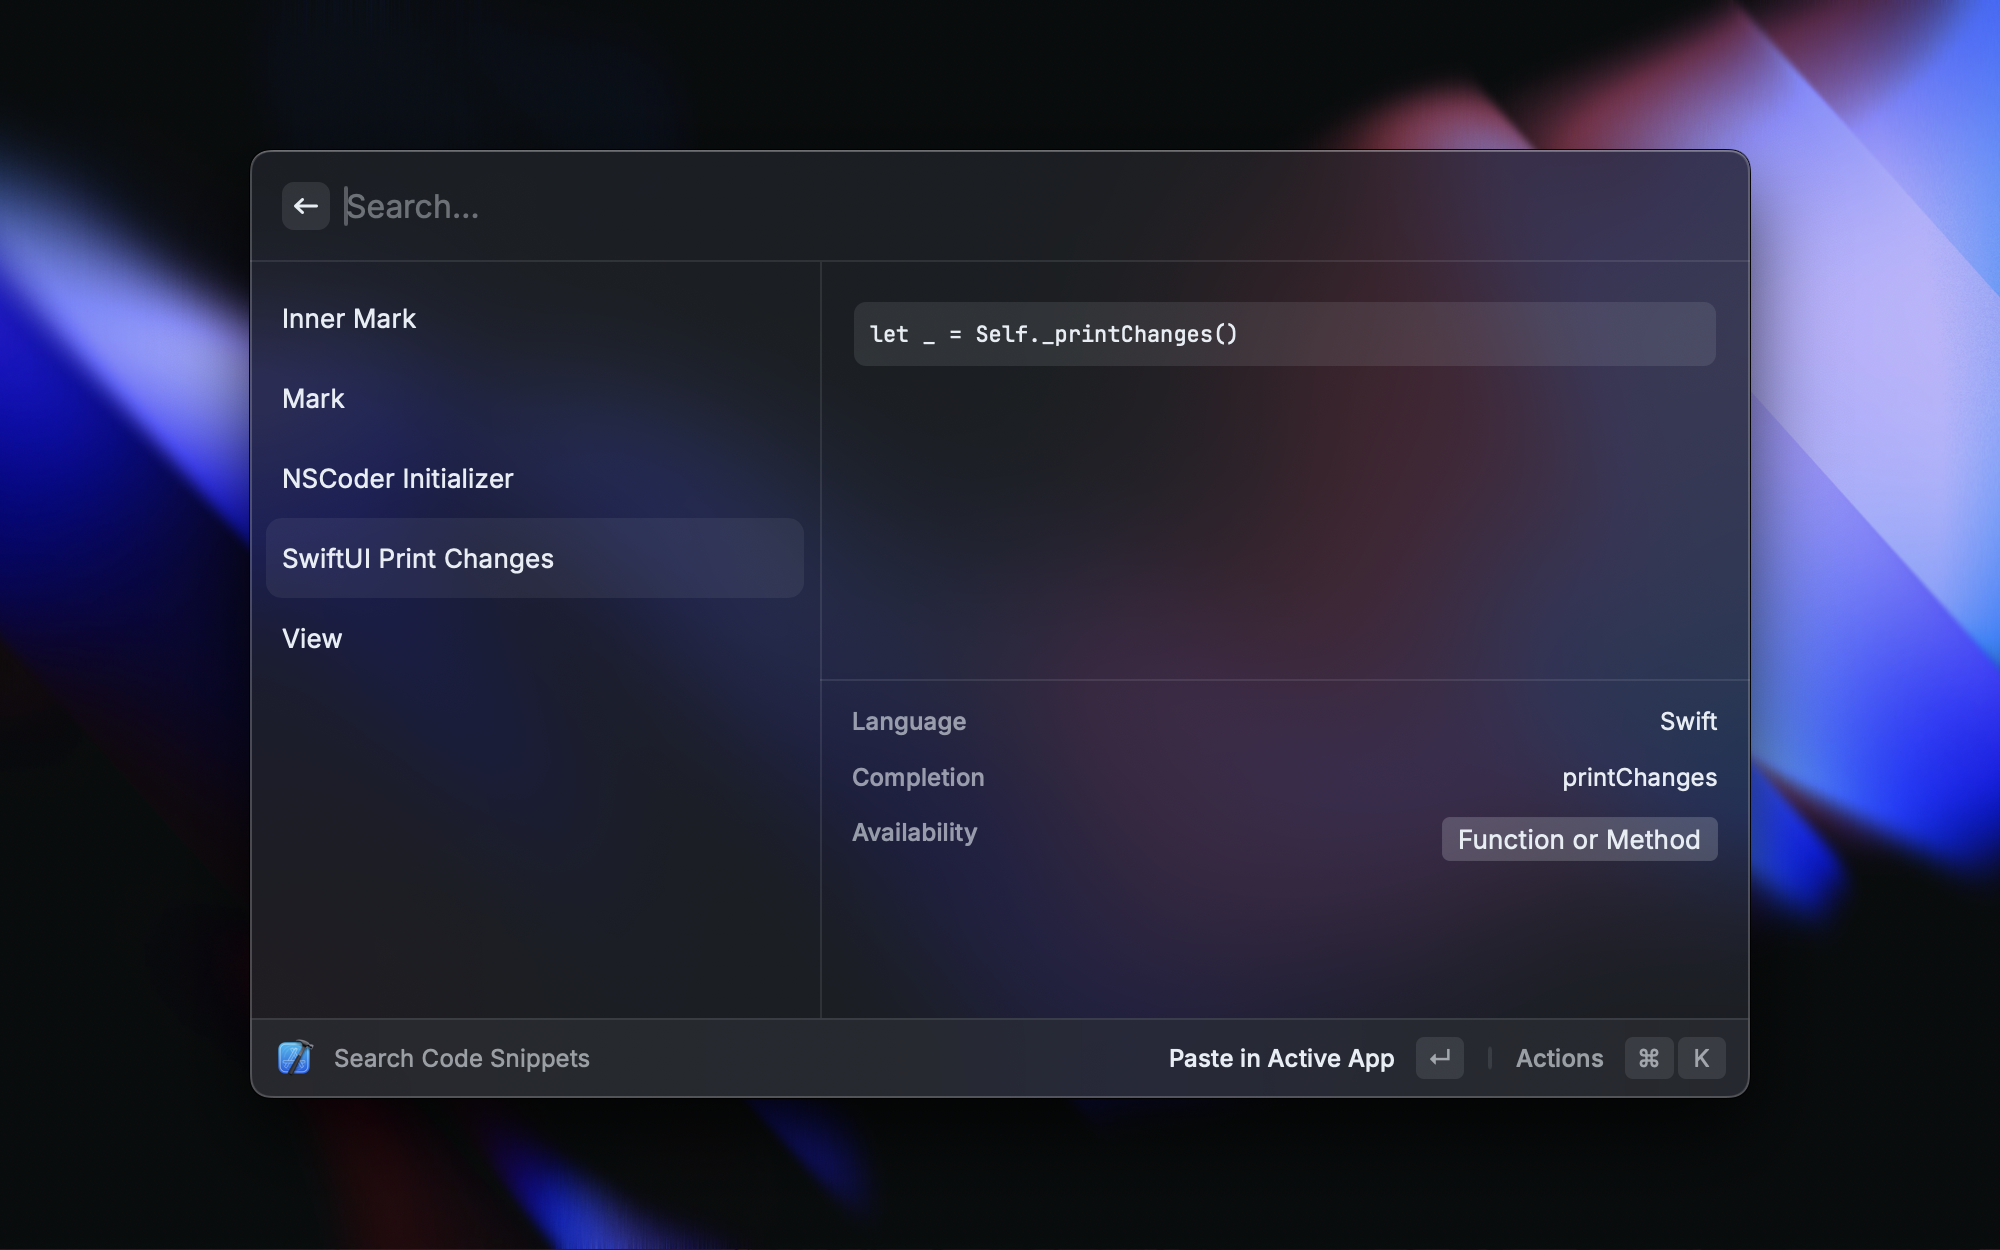 Search...
Inner Mark
Mark
NSCoder Initializer
SwiftUI Print Changes
View
let _ = Self._printChanges()
Language Swift
Completion printChanges
Availability Function or Method
Search Code Snippets Paste in Active App ↵ Actions ⌘ K